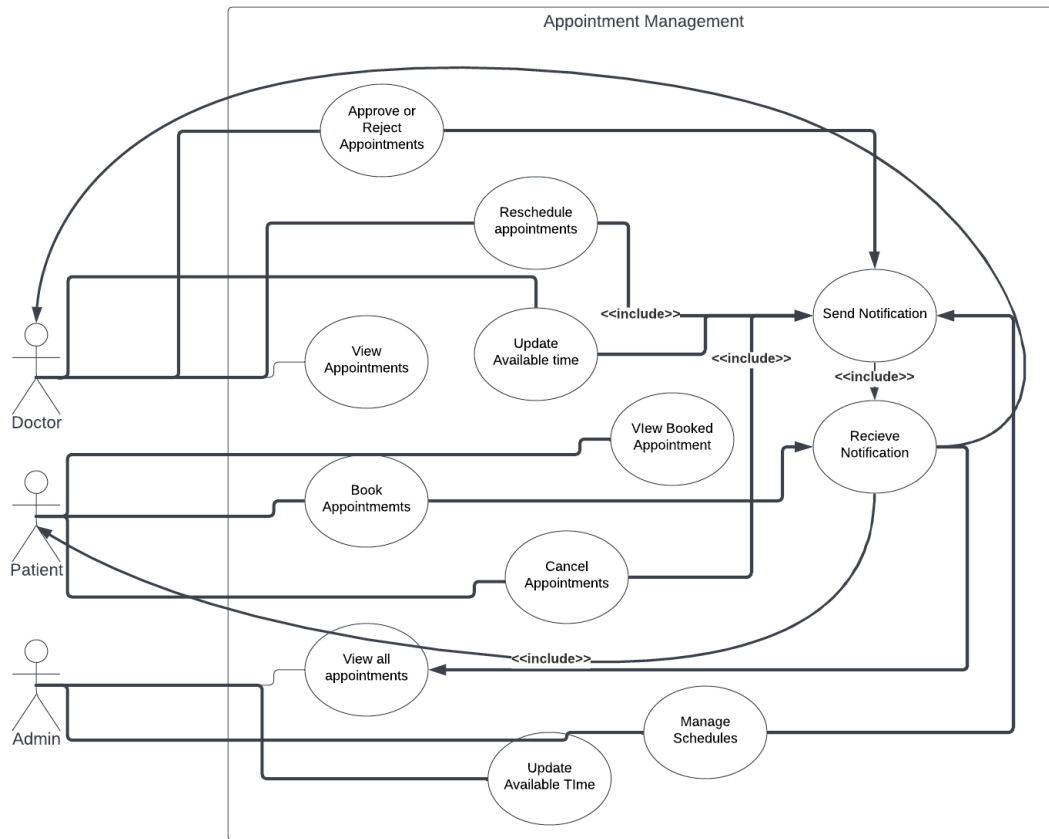 Appointment Management
Approve or
Reject
Appointments
Reschedule
appointments
<<include>>
Send Notification
Update
Available time
<<include>>
View
Appointments
<<include>>
Doctor
VIew Booked
Appointment
Recieve
Notification
Book
Appointmemts
Patient
Cancel
Appointments
<<include>>
View all
appointments
Manage
Schedules
Admin
Update
Available TIme